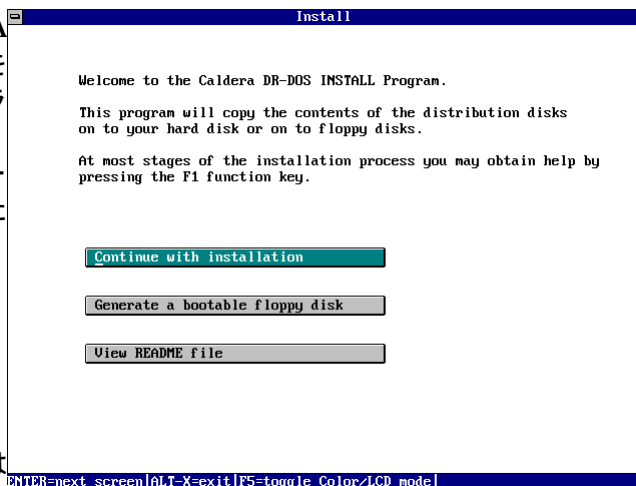 Install
Welcome to the Caldera DR-DOS INSTALL Program.
This program will copy the contents of the distribution disks
on to your hard disk or on to floppy disks.
At most stages of the installation process you may obtain help by
pressing the F1 function key.
Continue with installation
Generate a bootable floppy disk
View README file
ENTER=next screen|ALT-X=exit|F5=toggle Color/LCD mode|